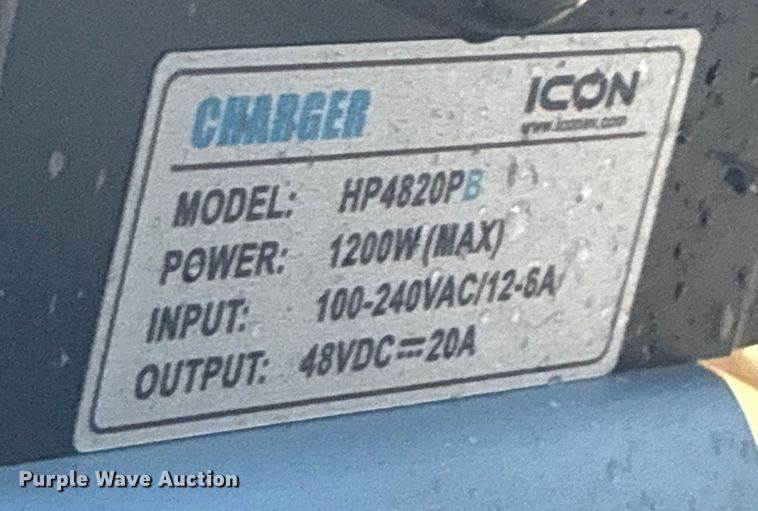 CHARGER
ICON
www.iconev.com
MODEL: HP4820PB
POWER: 1200W(MAX)
INPUT: 100-240VAC/12-6A
OUTPUT: 48VDC⎓20A
Purple Wave Auction